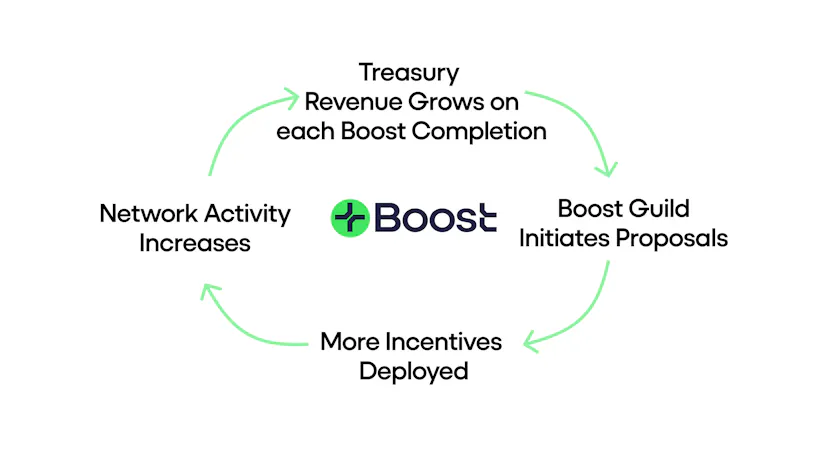 Treasury
Revenue Grows on
each Boost Completion
Network Activity
Increases
Boost
Boost Guild
Initiates Proposals
More Incentives
Deployed